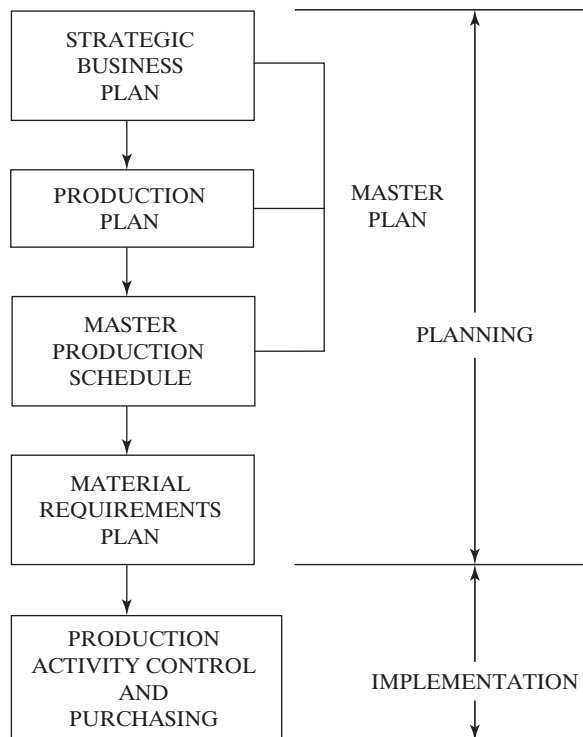 STRATEGIC
BUSINESS
PLAN
PRODUCTION
PLAN
MASTER
PLAN
MASTER
PRODUCTION
SCHEDULE
PLANNING
MATERIAL
REQUIREMENTS
PLAN
PRODUCTION
ACTIVITY CONTROL
AND
PURCHASING
IMPLEMENTATION